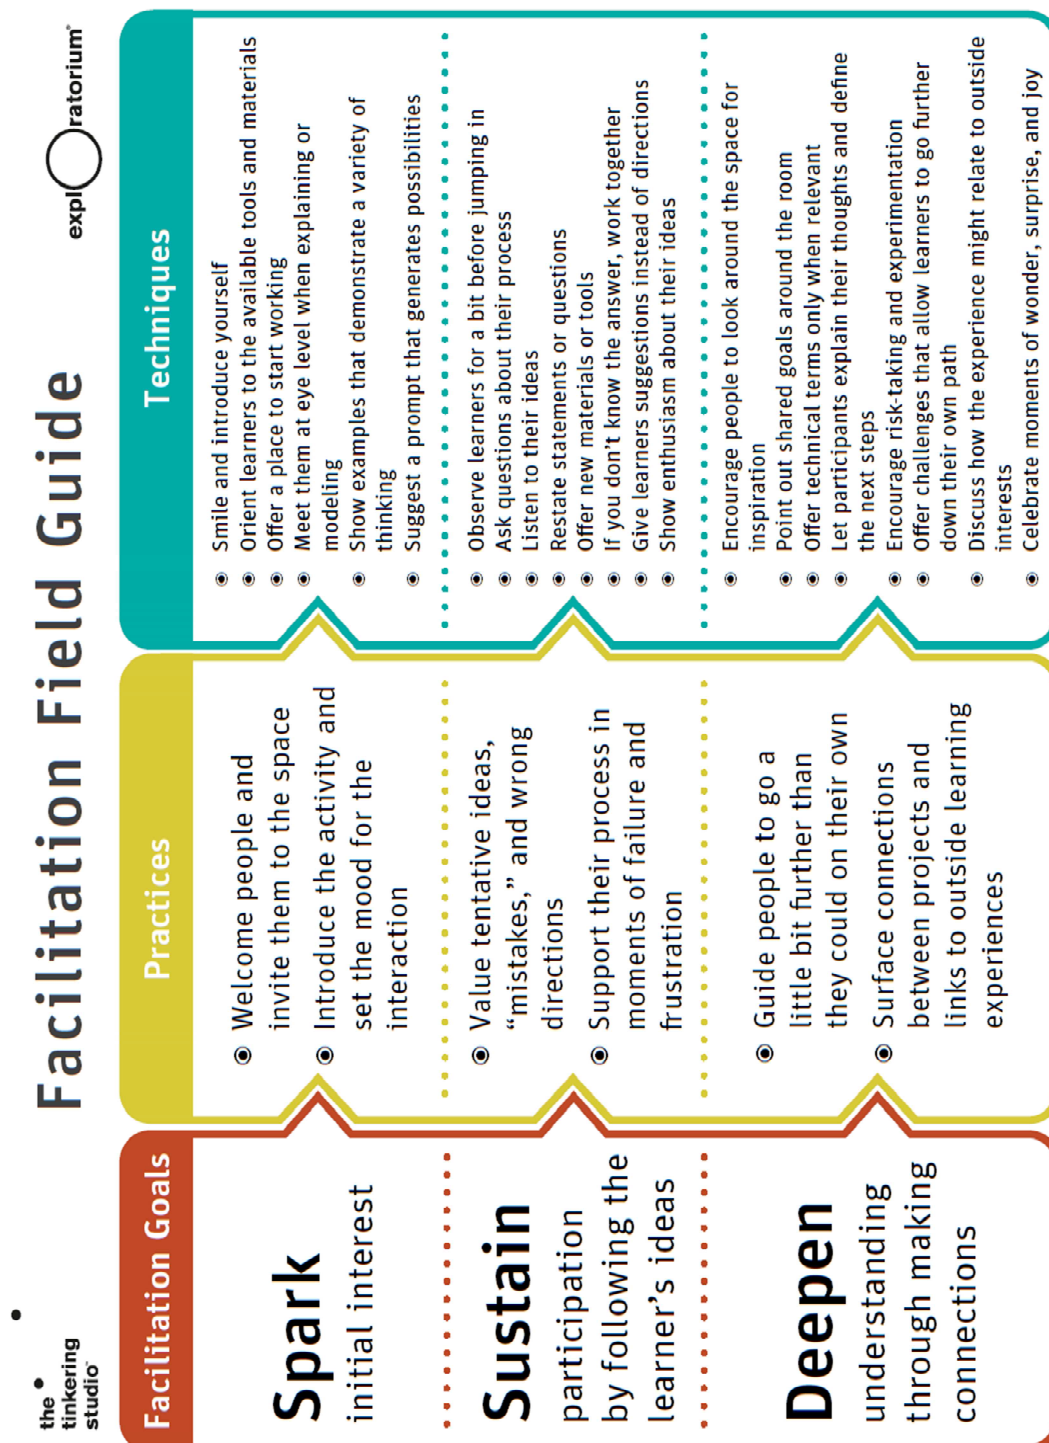 the
tinkering
studio
Facilitation Field Guide
expl ratorium®
Facilitation Goals
Practices
Techniques
Spark
initial interest
Welcome people and
invite them to the space
Introduce the activity and
set the mood for the
interaction
Smile and introduce yourself
Orient learners to the available tools and materials
Offer a place to start working
Meet them at eye level when explaining or
modeling
Show examples that demonstrate a variety of
thinking
Suggest a prompt that generates possibilities
Sustain
participation
by following the
learner's ideas
Value tentative ideas,
“mistakes,” and wrong
directions
Support their process in
moments of failure and
frustration
Observe learners for a bit before jumping in
Ask questions about their process
Listen to their ideas
Restate statements or questions
Offer new materials or tools
If you don't know the answer, work together
Give learners suggestions instead of directions
Show enthusiasm about their ideas
Deepen
understanding
through making
connections
Guide people to go a
little bit further than
they could on their own
Surface connections
between projects and
links to outside learning
experiences
Encourage people to look around the space for
inspiration
Point out shared goals around the room
Offer technical terms only when relevant
Let participants explain their thoughts and define
the next steps
Encourage risk-taking and experimentation
Offer challenges that allow learners to go further
down their own path
Discuss how the experience might relate to outside
interests
Celebrate moments of wonder, surprise, and joy